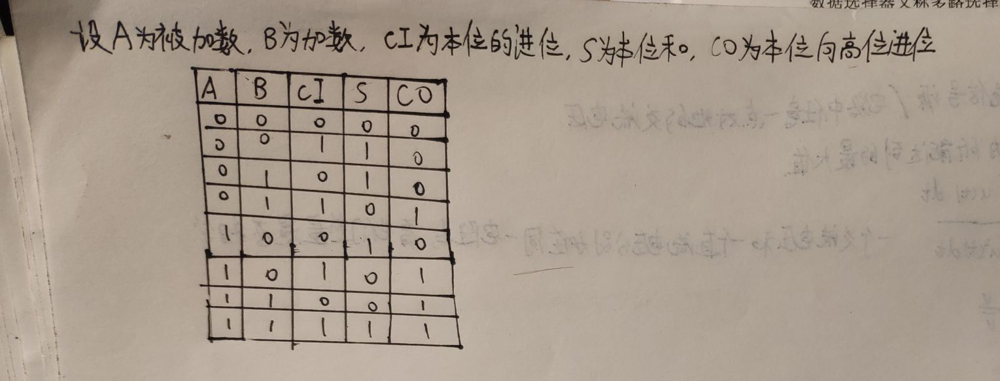 数据选择器又称多路选择
设A为被加数,B为加数,CI为本位的进位,S为本位和,CO为本位向高位进位
A B CI S CO
0 0 0 0 0
0 0 1 1 0
0 1 0 1 0
0 1 1 0 1
1 0 0 1 0
1 0 1 0 1
1 1 0 0 1
1 1 1 1 1